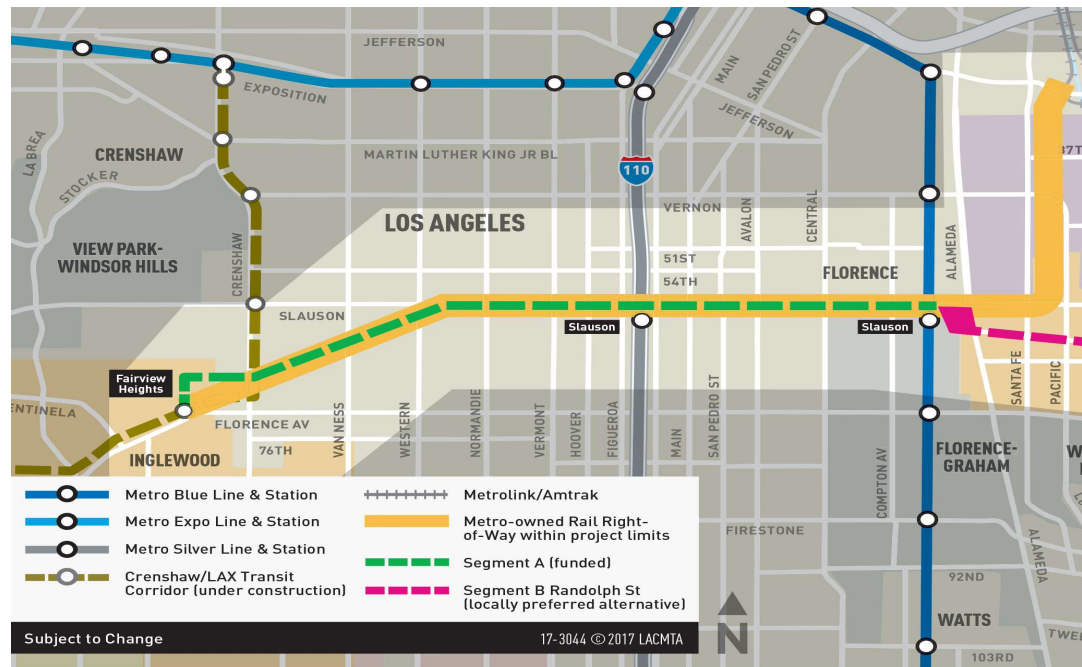 JEFFERSON
MAIN
SAN PEDRO ST
EXPOSITION
JEFFERSON
LA BREA
CRENSHAW
MARTIN LUTHER KING JR BL
110
37T
STOCKER
VERNON
LOS ANGELES
AVALON
CENTRAL
ALAMEDA
VIEW PARK-
WINDSOR HILLS
CRENSHAW
51ST
54TH
FLORENCE
SLAUSON
Slauson
Slauson
Fairview
Heights
SANTA FE
PACIFIC
ENTINELA
FLORENCE AV
VAN NESS
WESTERN
NORMANDIE
VERMONT
HOOVER
FIGUEROA
MAIN
SAN PEDRO ST
76TH
INGLEWOOD
COMPTON AV
FLORENCE-
GRAHAM
W
FIRESTONE
ALAMEDA
92ND
WATTS
TWEE
103RD
Metro Blue Line & Station
Metro Expo Line & Station
Metro Silver Line & Station
Crenshaw/LAX Transit
Corridor (under construction)
Metrolink/Amtrak
Metro-owned Rail Right-
of-Way within project limits
Segment A (funded)
Segment B Randolph St
(locally preferred alternative)
N
Subject to Change
17-3044 © 2017 LACMTA